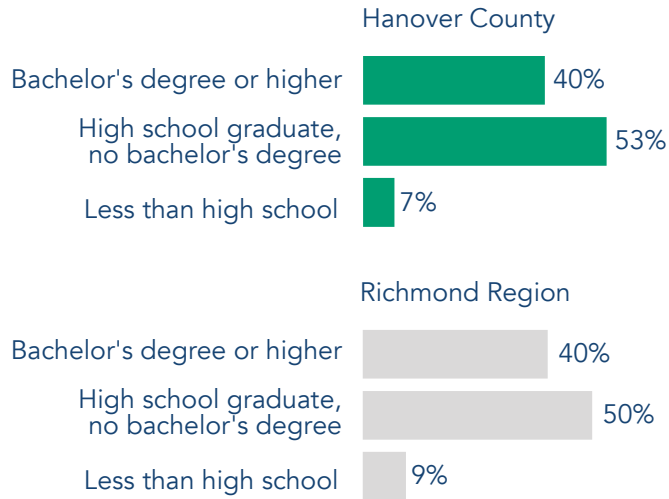 Hanover County
Bachelor's degree or higher 40%
High school graduate,
no bachelor's degree 53%
Less than high school 7%
Richmond Region
Bachelor's degree or higher 40%
High school graduate,
no bachelor's degree 50%
Less than high school 9%